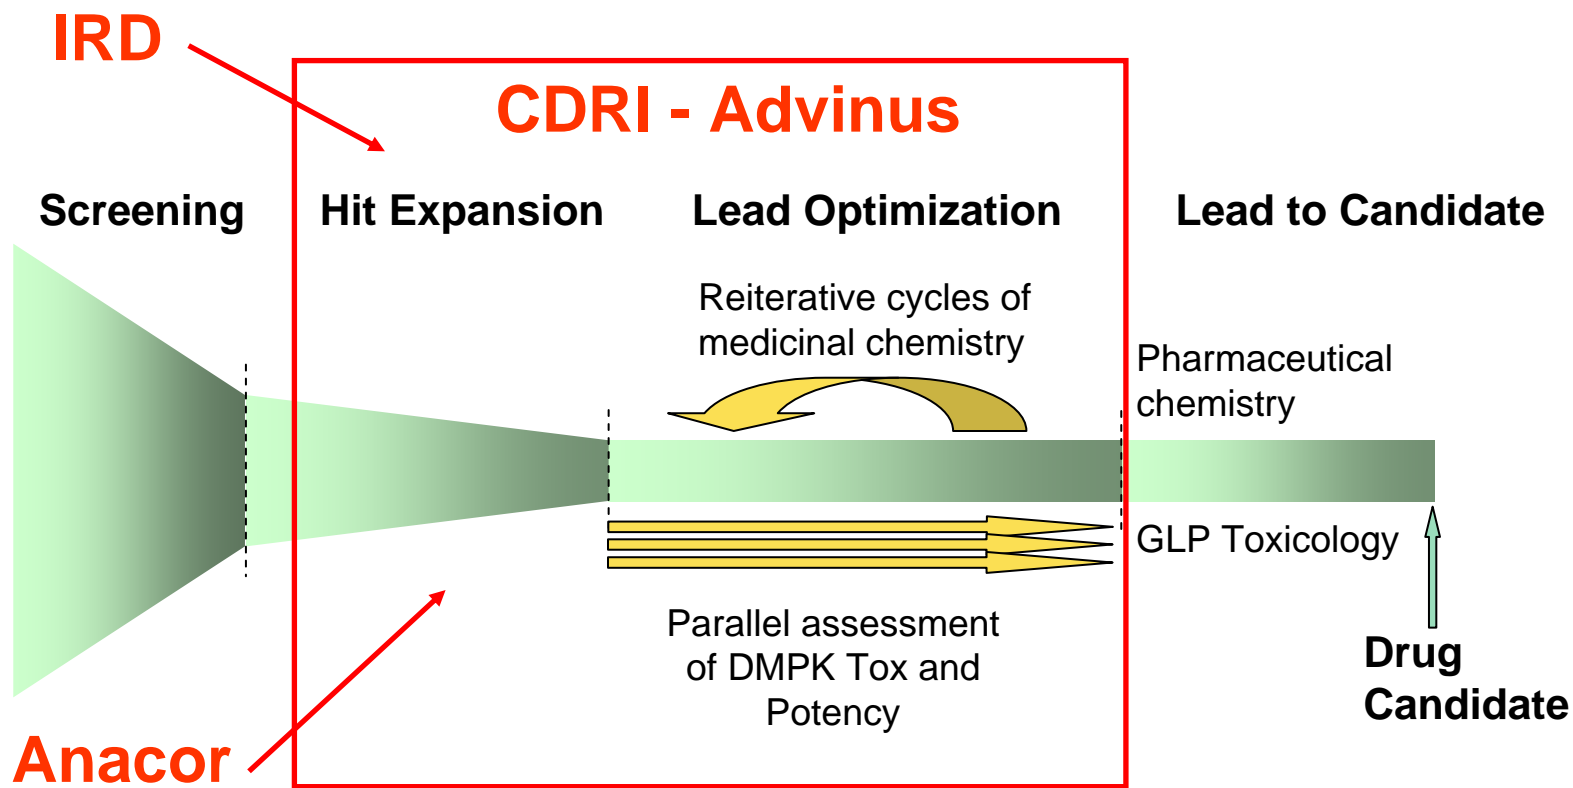 IRD
CDRI - Advinus
Screening
Hit Expansion
Lead Optimization
Lead to Candidate
Reiterative cycles of
medicinal chemistry
Pharmaceutical
chemistry
GLP Toxicology
Parallel assessment
of DMPK Tox and
Potency
Drug
Candidate
Anacor